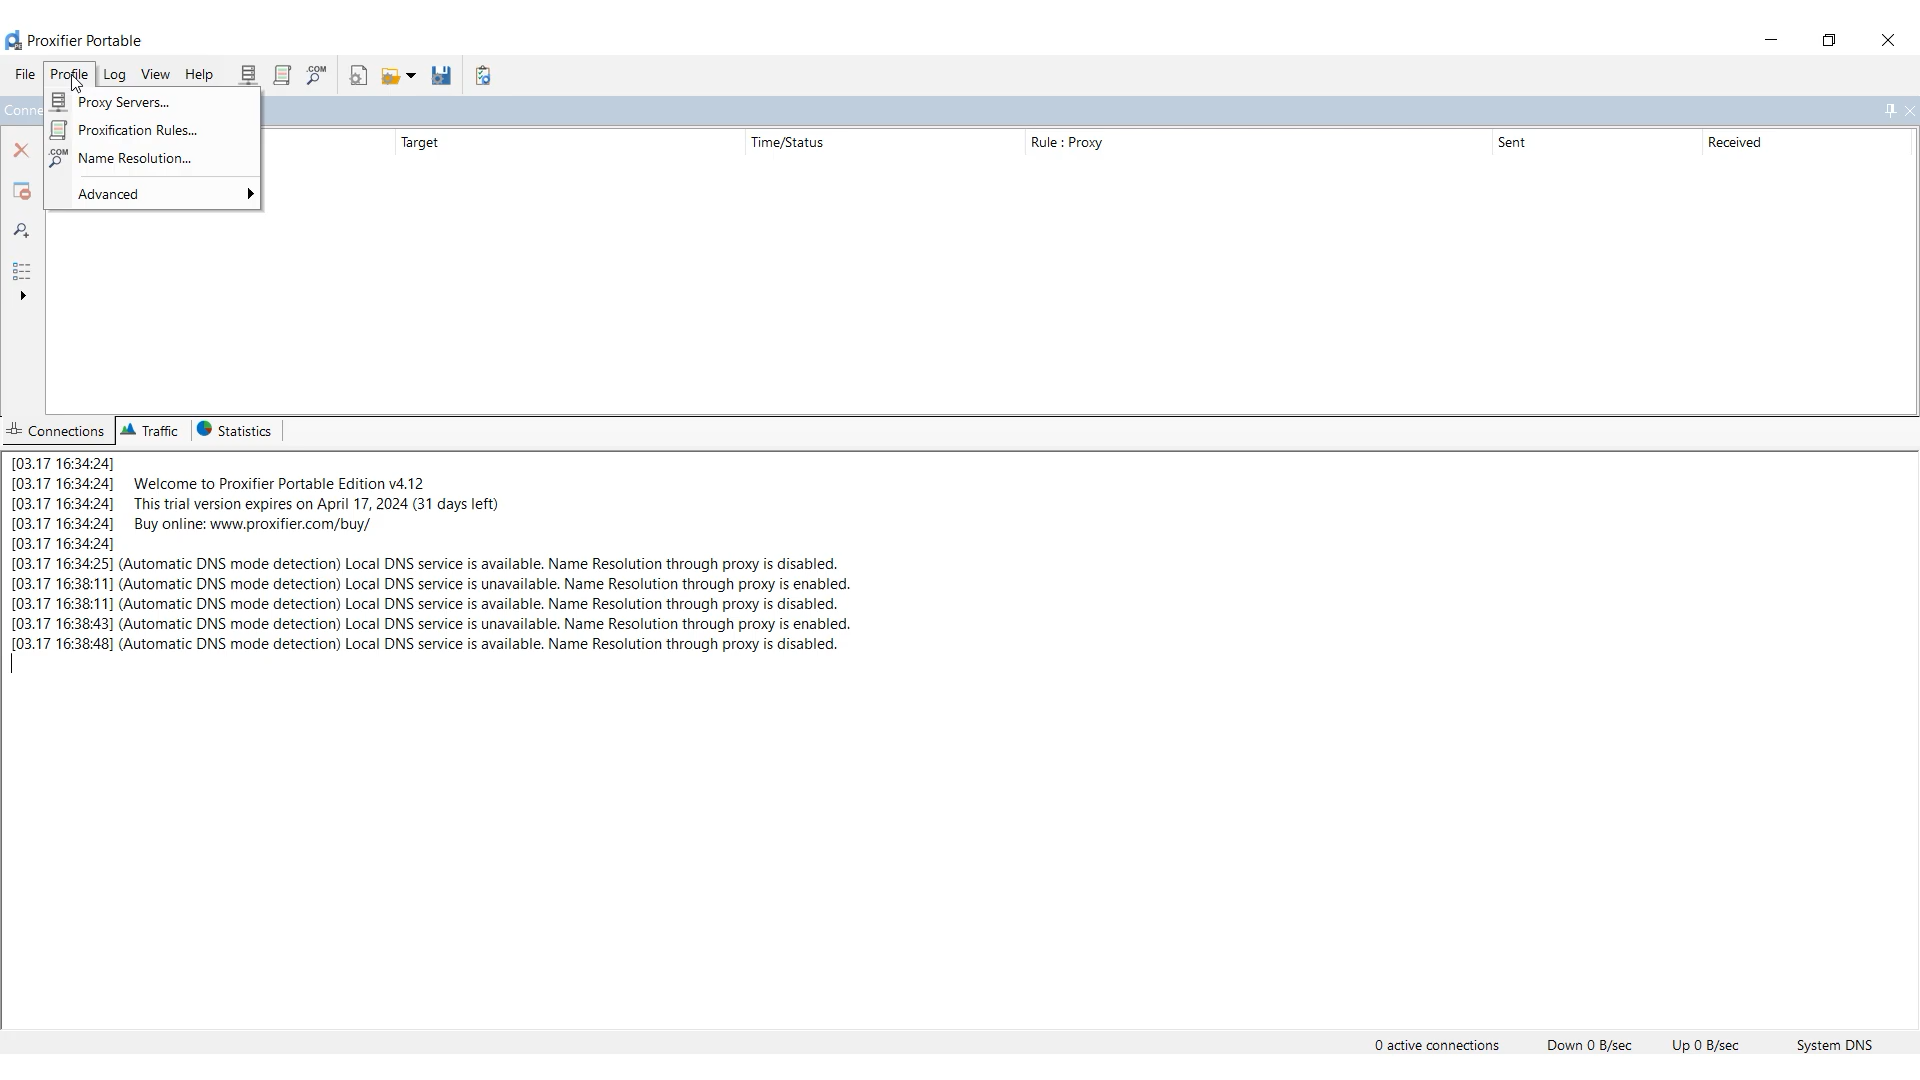 Proxifier Portable
File Profile Log View Help .COM
Conne
Proxy Servers...
Proxification Rules...
.COM Name Resolution...
Advanced
Target Time/Status Rule : Proxy Sent Received
Connections Traffic Statistics
[03.17 16:34:24]
[03.17 16:34:24] Welcome to Proxifier Portable Edition v4.12
[03.17 16:34:24] This trial version expires on April 17, 2024 (31 days left)
[03.17 16:34:24] Buy online: www.proxifier.com/buy/
[03.17 16:34:24]
[03.17 16:34:25] (Automatic DNS mode detection) Local DNS service is available. Name Resolution through proxy is disabled.
[03.17 16:38:11] (Automatic DNS mode detection) Local DNS service is unavailable. Name Resolution through proxy is enabled.
[03.17 16:38:11] (Automatic DNS mode detection) Local DNS service is available. Name Resolution through proxy is disabled.
[03.17 16:38:43] (Automatic DNS mode detection) Local DNS service is unavailable. Name Resolution through proxy is enabled.
[03.17 16:38:48] (Automatic DNS mode detection) Local DNS service is available. Name Resolution through proxy is disabled.
0 active connections Down 0 B/sec Up 0 B/sec System DNS